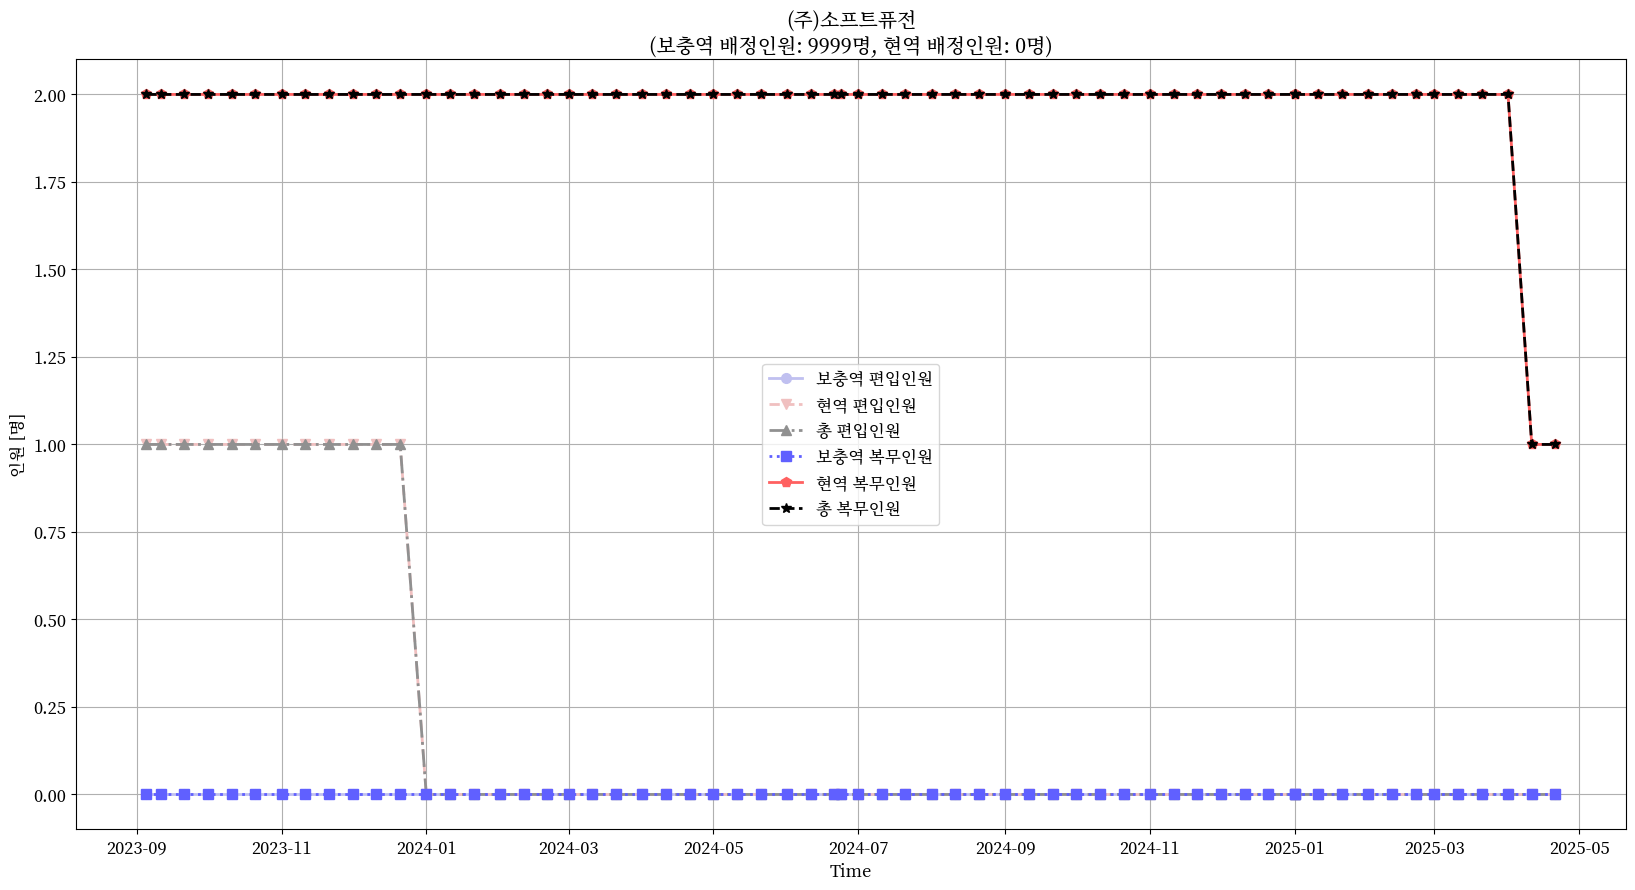 (주)소프트퓨전
(보충역 배정인원: 9999명, 현역 배정인원: 0명)
인원 [명]
2.00
1.75
1.50
1.25
1.00
0.75
0.50
0.25
0.00
보충역 편입인원
현역 편입인원
총 편입인원
보충역 복무인원
현역 복무인원
총 복무인원
2023-09 2023-11 2024-01 2024-03 2024-05 2024-07 2024-09 2024-11 2025-01 2025-03 2025-05
Time